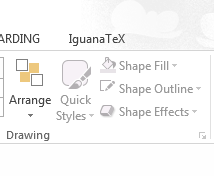 ARDING IguanaTeX
Shape Fill
Arrange Quick Styles
Shape Outline
Shape Effects
Drawing